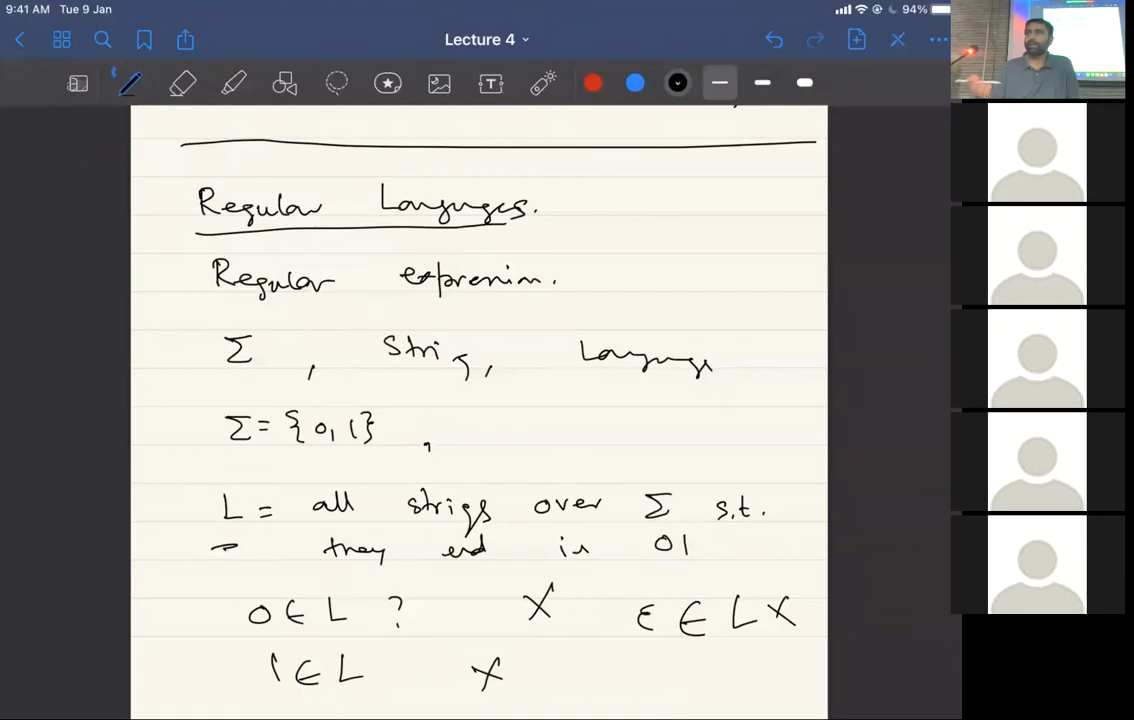 9:41 AM Tue 9 Jan
94%
Lecture 4
Regular Languages.
Regular expression.
Σ , String, Language
Σ = {0, 1} ,
L = all strings over Σ s.t.
they end in 01
0 ∈ L ? X ε ∈ L X
1 ∈ L X